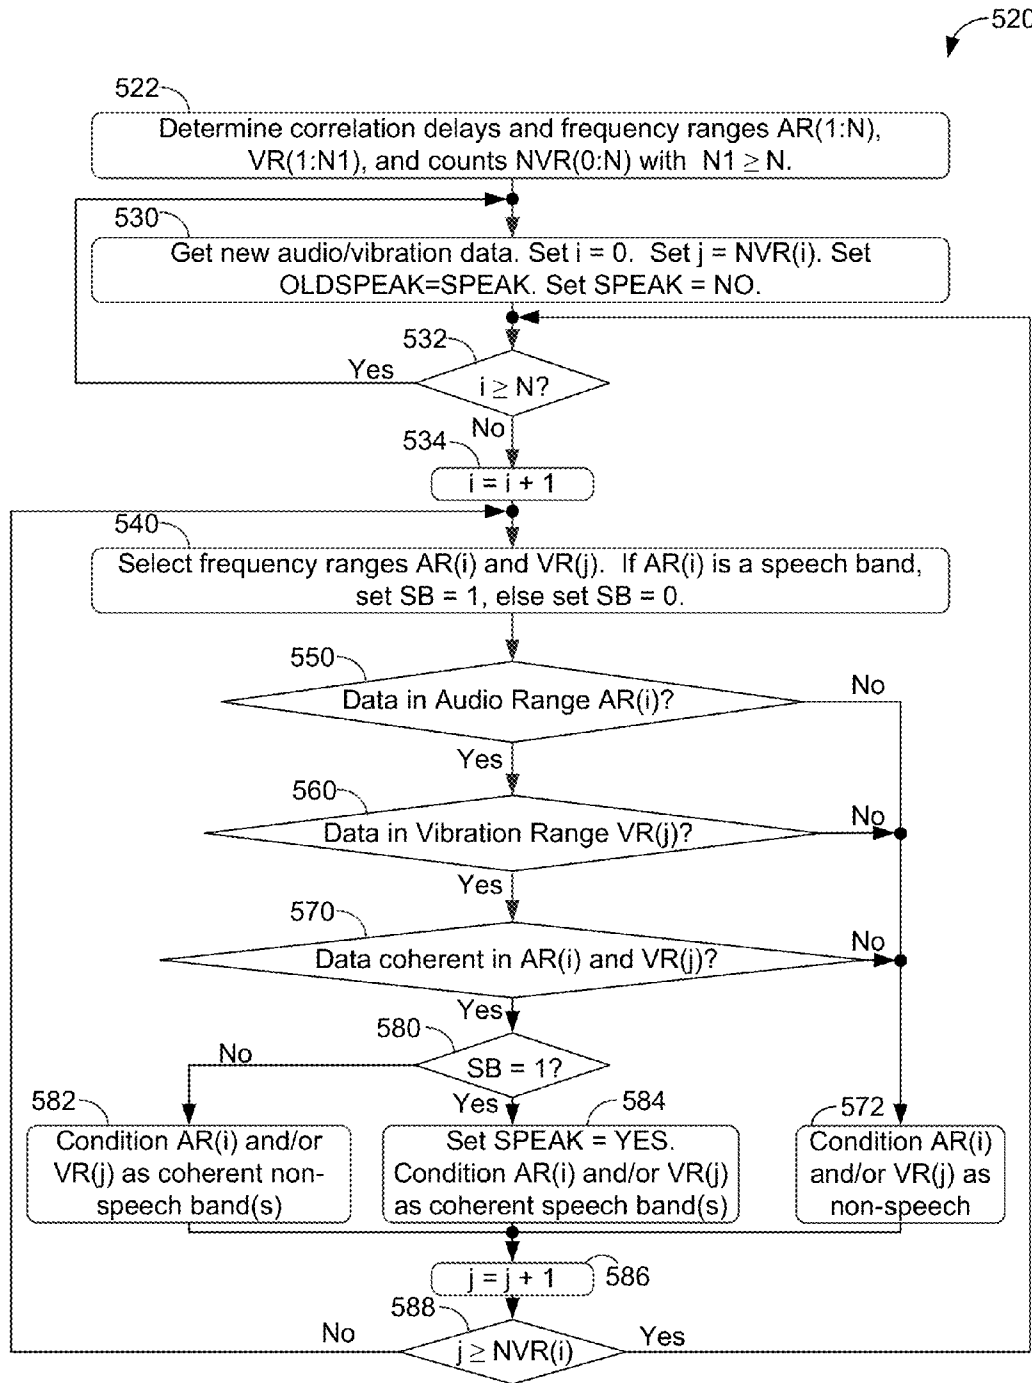 520
522
Determine correlation delays and frequency ranges AR(1:N),
VR(1:N1), and counts NVR(0:N) with N1 ≥ N.
530
Get new audio/vibration data. Set i = 0. Set j = NVR(i). Set
OLDSPEAK=SPEAK. Set SPEAK = NO.
532
Yes
i ≥ N?
No
534
i = i + 1
540
Select frequency ranges AR(i) and VR(j). If AR(i) is a speech band,
set SB = 1, else set SB = 0.
550
Data in Audio Range AR(i)?
No
Yes
560
Data in Vibration Range VR(j)?
No
Yes
570
Data coherent in AR(i) and VR(j)?
No
Yes
580
No
SB = 1?
Yes
582
Condition AR(i) and/or
VR(j) as coherent non-
speech band(s)
584
Set SPEAK = YES.
Condition AR(i) and/or VR(j)
as coherent speech band(s)
572
Condition AR(i)
and/or VR(j) as
non-speech
j = j + 1
586
588
No
j ≥ NVR(i)
Yes